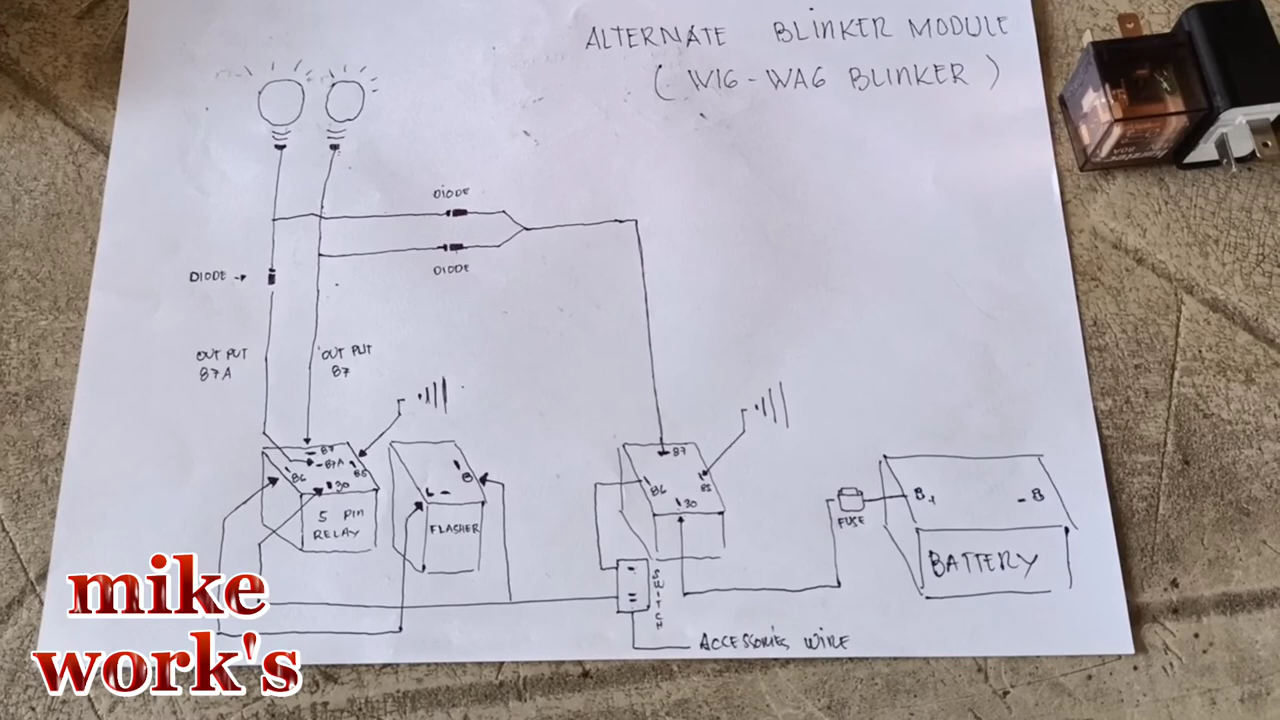 ALTERNATE BLINKER MODULE
( WIG-WAG BLINKER )
DIODE
DIODE
DIODE
OUT PUT
87A
OUT PUT
87
87
87A
86
85
30
5 PIN
RELAY
B
L
FLASHER
87
86
85
30
SWITCH
FUSE
B+
- B
BATTERY
ACCESSORIES WIRE
mike
work's